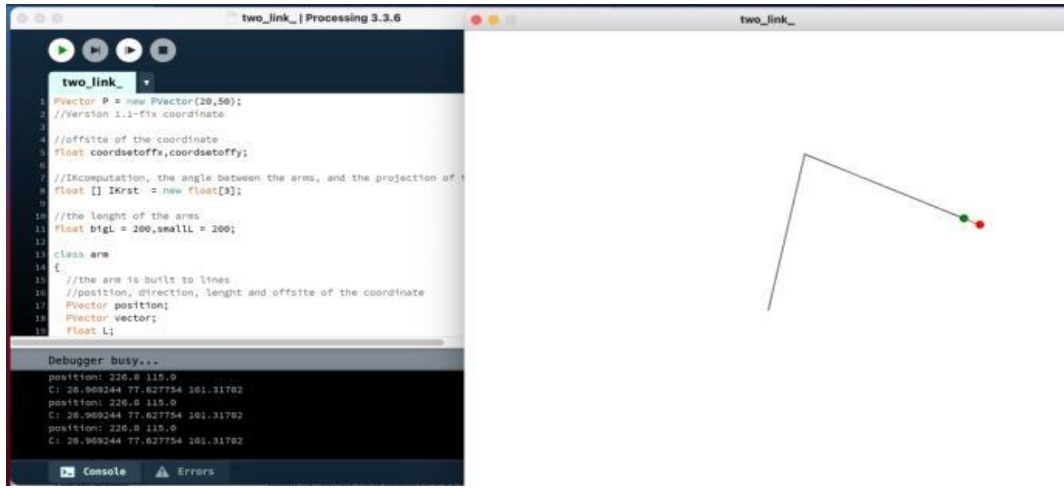 two_link_ | Processing 3.3.6
two_link_
1 PVector P = new PVector(20,50);
2 //Version 1.1-fix coordinate
3
4 //offsite of the coordinate
5 float coordsetoffx,coordsetoffy;
6
7 //IKcomputation, the angle between the arms, and the projection of
8 float [] IKrst = new float[3];
9
10 //the lenght of the arms
11 float bigL = 200,smallL = 200;
12
13 class arm
14 {
15 //the arm is built to lines
16 //position, direction, lenght and offsite of the coordinate
17 PVector position;
18 PVector vector;
19 float L;
Debugger busy...
position: 226.0 115.0
C: 26.969244 77.627754 101.31702
position: 226.0 115.0
C: 26.969244 77.627754 101.31702
position: 226.0 115.0
C: 26.969244 77.627754 101.31702
Console
Errors
two_link_